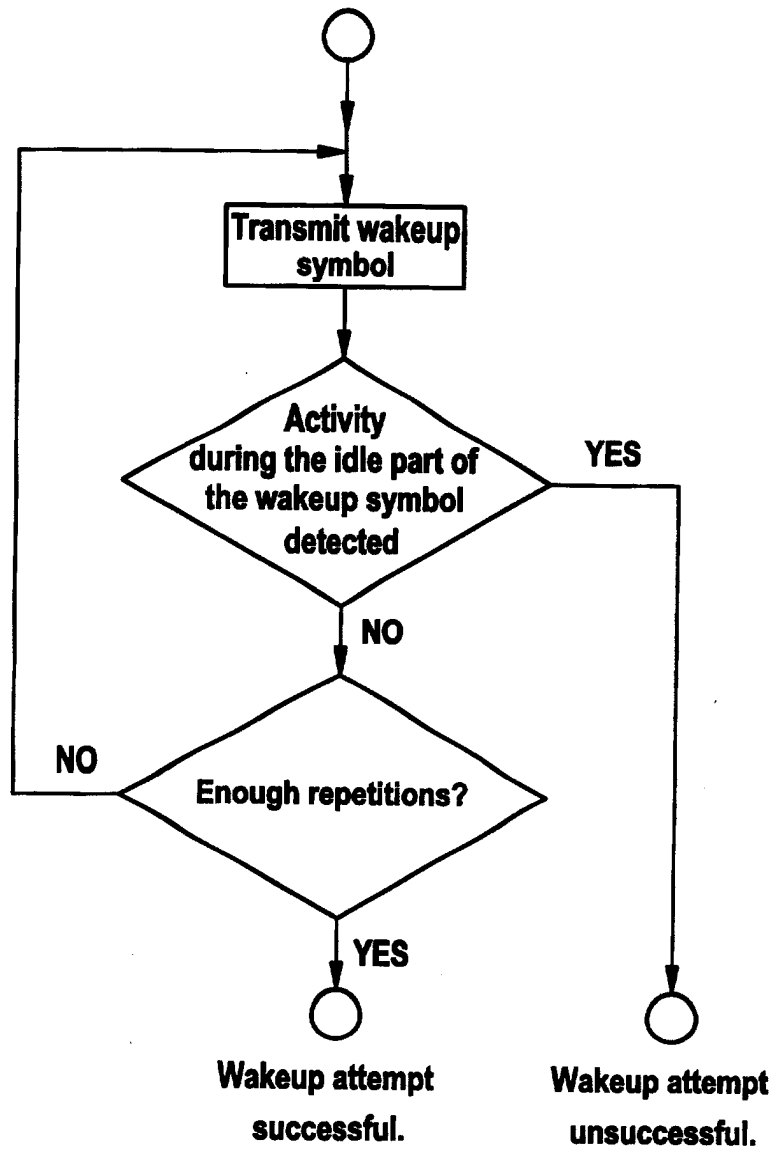 Transmit wakeup
symbol
Activity
during the idle part of
the wakeup symbol
detected
YES
NO
NO
Enough repetitions?
YES
Wakeup attempt
successful.
Wakeup attempt
unsuccessful.